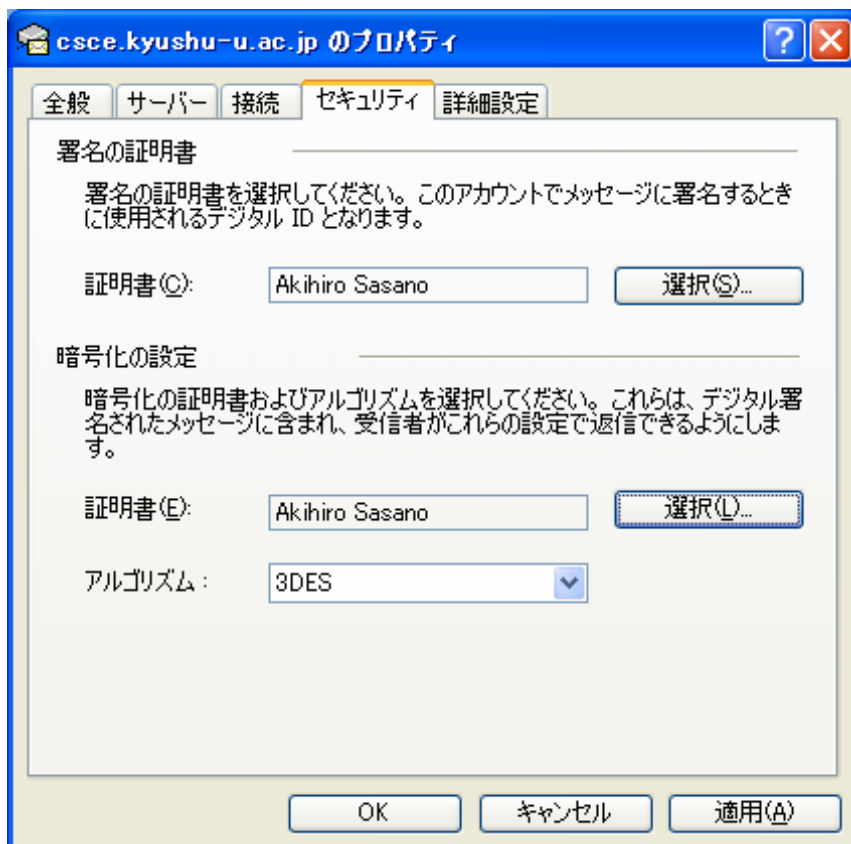 csce.kyushu-u.ac.jp のプロパティ
全般 サーバー 接続 セキュリティ 詳細設定
署名の証明書
署名の証明書を選択してください。このアカウントでメッセージに署名するとき
に使用されるデジタル ID となります。
証明書(C): Akihiro Sasano 選択(S)...
暗号化の設定
暗号化の証明書およびアルゴリズムを選択してください。これらは、デジタル署
名されたメッセージに含まれ、受信者がこれらの設定で返信できるようにしま
す。
証明書(E): Akihiro Sasano 選択(L)...
アルゴリズム : 3DES
OK キャンセル 適用(A)